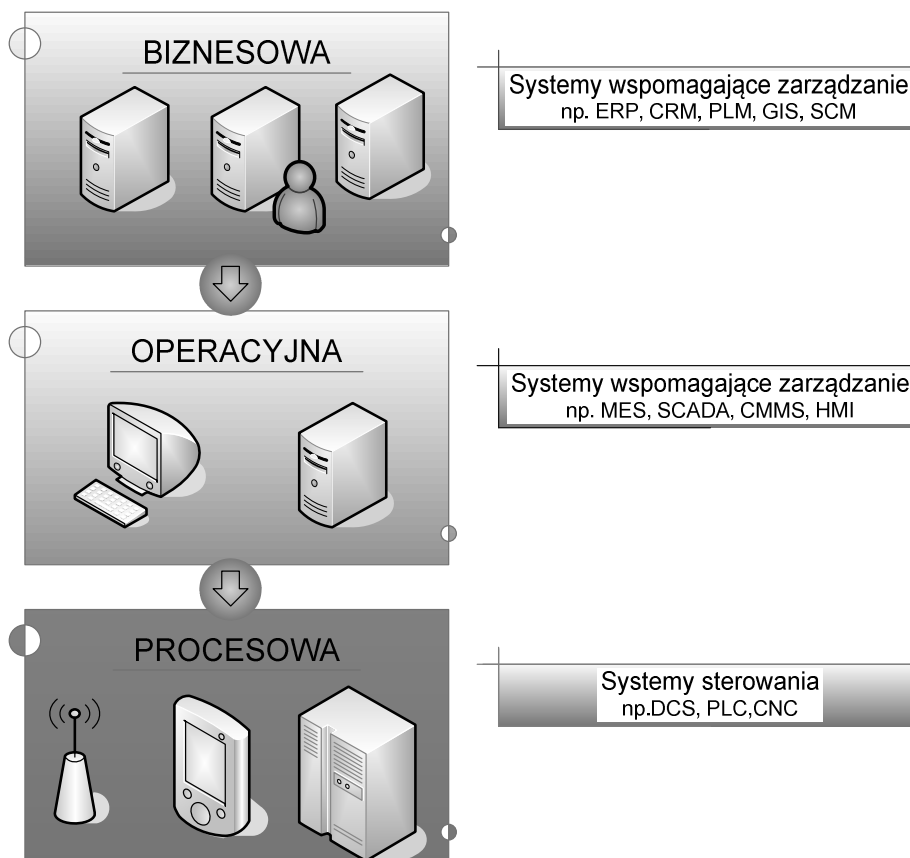 BIZNESOWA
Systemy wspomagające zarządzanie
np. ERP, CRM, PLM, GIS, SCM
OPERACYJNA
Systemy wspomagające zarządzanie
np. MES, SCADA, CMMS, HMI
PROCESOWA
Systemy sterowania
np.DCS, PLC,CNC